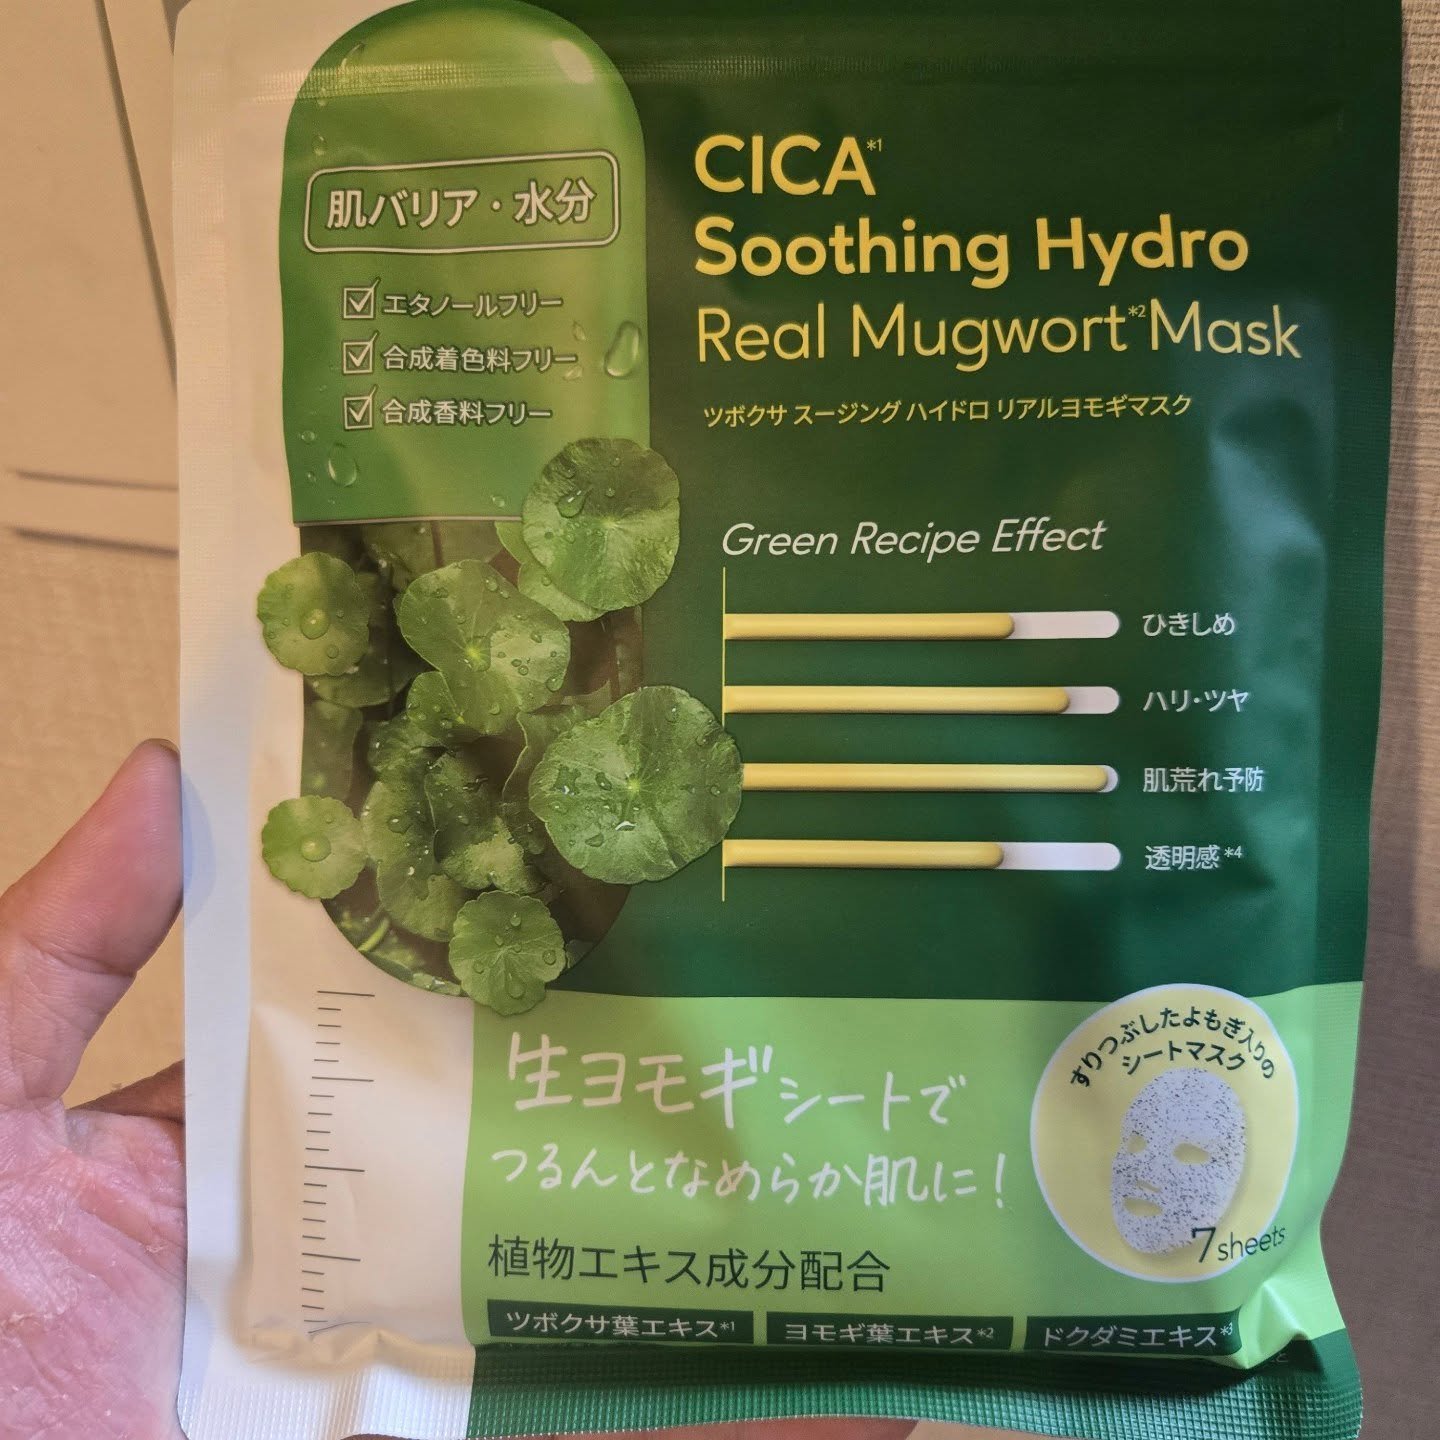 肌バリア・水分
エタノールフリー
合成着色料フリー
合成香料フリー
CICA*1
Soothing Hydro
Real Mugwort*2 Mask
ツボクサ スージング ハイドロ リアルヨモギマスク
Green Recipe Effect
ひきしめ
ハリ・ツヤ
肌荒れ予防
透明感*4
生ヨモギシートで
つるんとなめらか肌に!
すりつぶしたよもぎ入りの
シートマスク
7sheets
植物エキス成分配合
ツボクサ葉エキス*1
ヨモギ葉エキス*2
ドクダミエキス*3